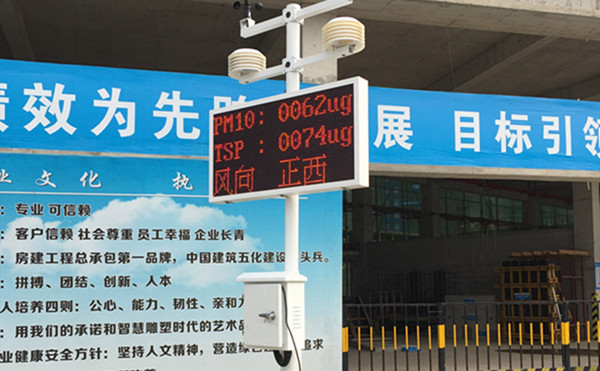 绩效为先
展 目标引领
PM10: 0062ug
TSP : 0074ug
风向 正西
业 文 化 执
: 专业 可信赖
: 客户信赖 社会尊重 员工幸福 企业长青
: 房建工程总承包第一品牌，中国建筑五化建设 头兵。
: 拼搏、团结、创新、人本
人培养四则: 公心、能力、韧性、亲和
: 用我们的承诺和智慧雕塑时代的艺术品
业健康安全方针: 坚持人文精神，营造 追求